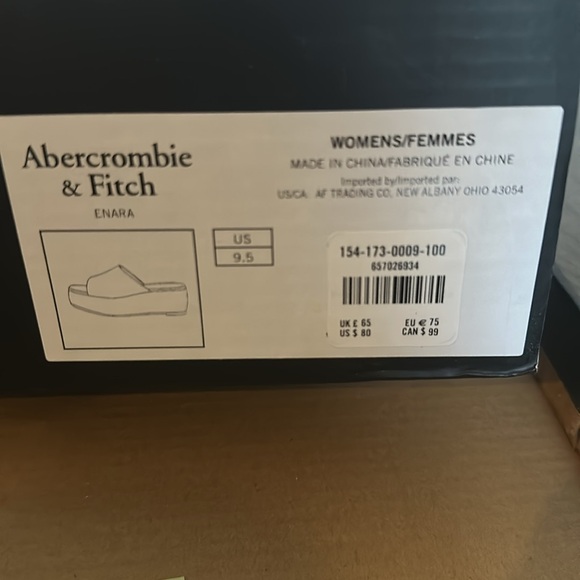 Abercrombie
& Fitch
ENARA
US
9.5
WOMENS/FEMMES
MADE IN CHINA/FABRIQUÉ EN CHINE
Imported by/Importé par:
US/CA: AF TRADING CO, NEW ALBANY OHIO 43054
154-173-0009-100
657026934
UK £ 65 EU € 75
US $ 80 CAN $ 99